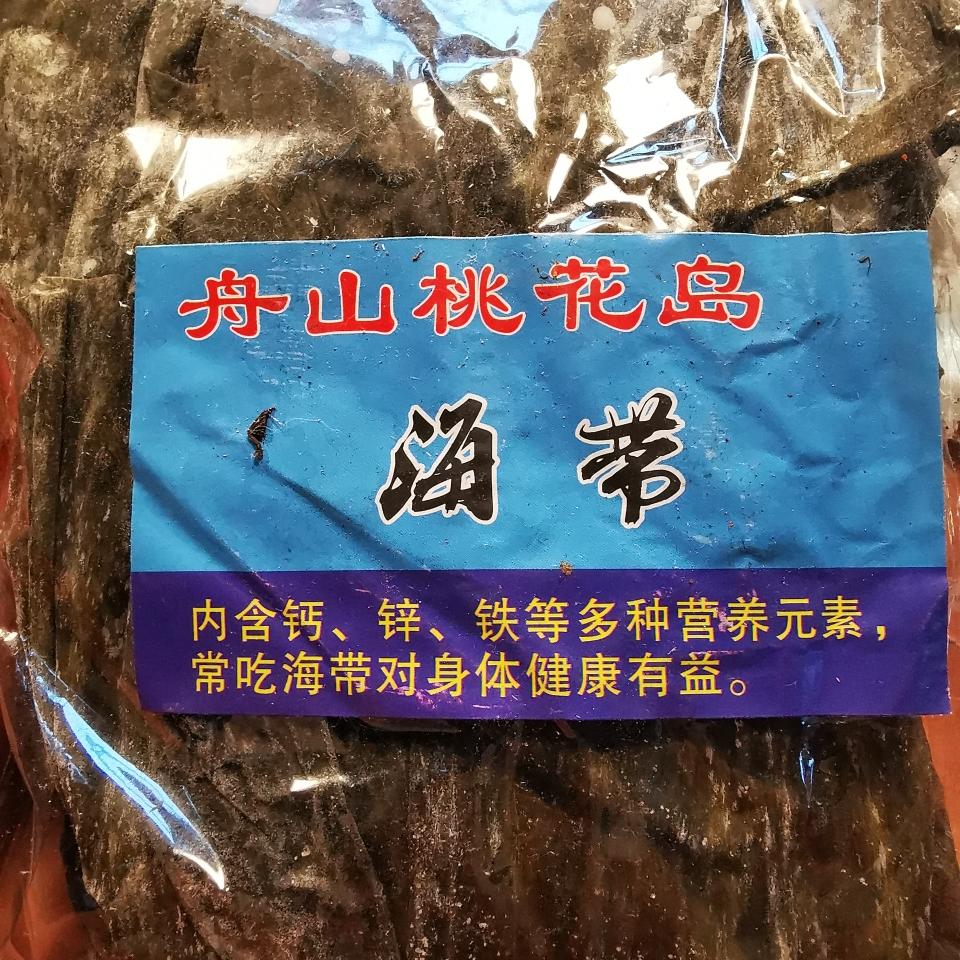 舟山桃花岛
海带
内含钙、锌、铁等多种营养元素，
常吃海带对身体健康有益。